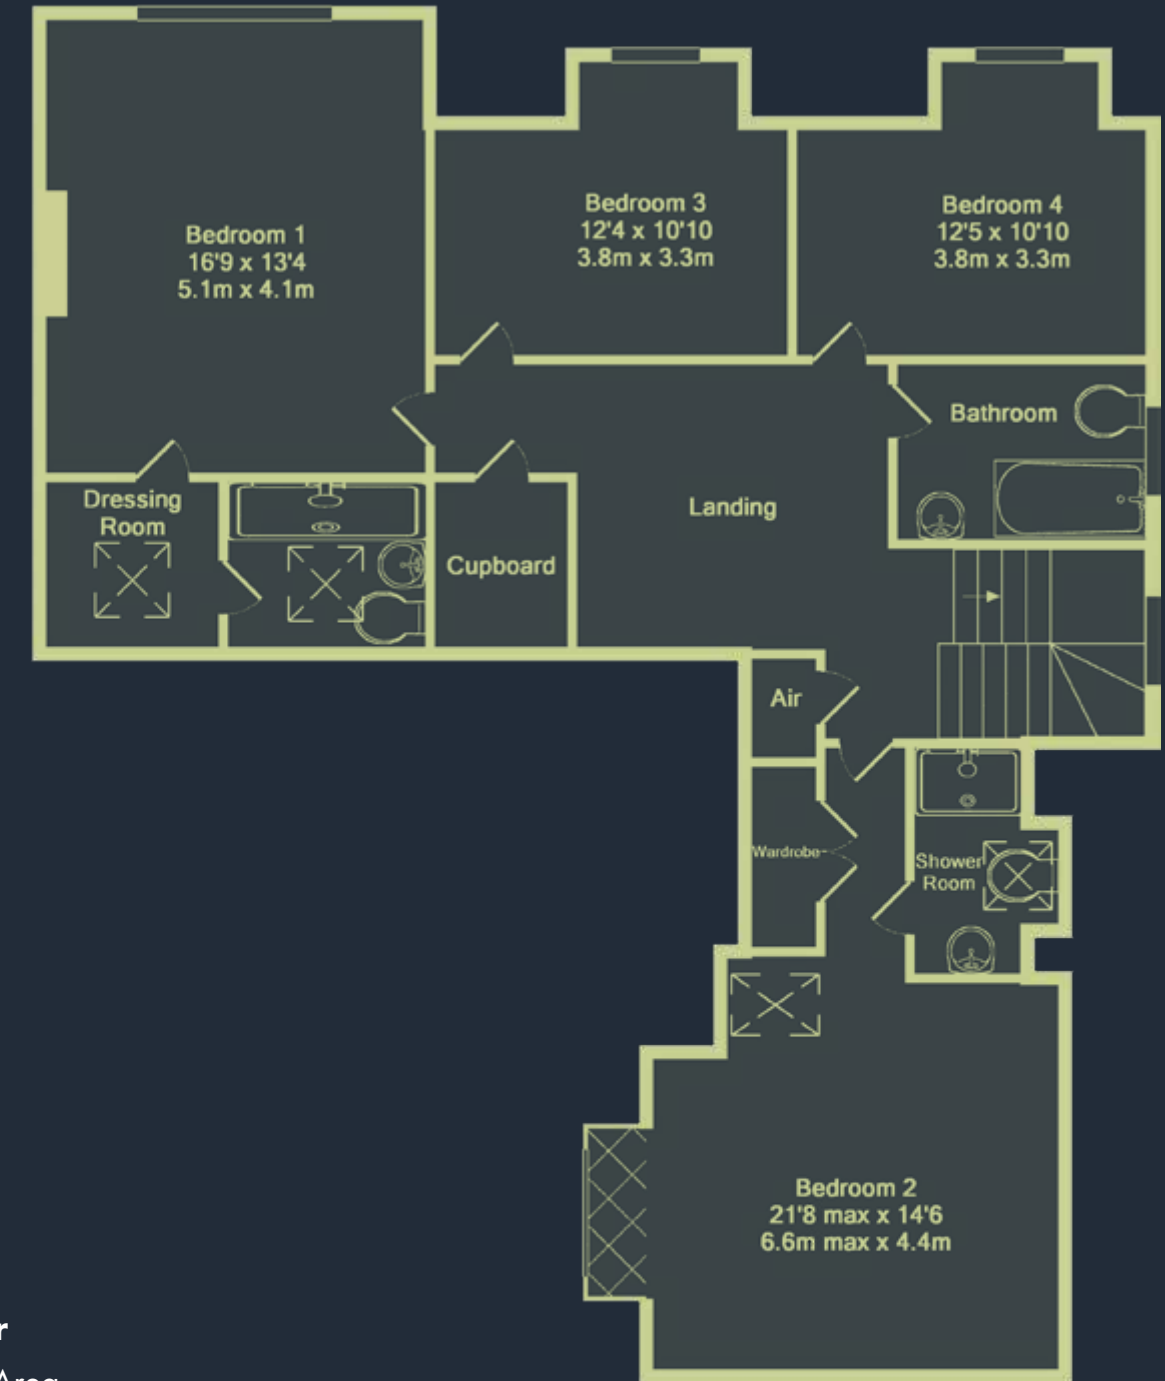 Bedroom 1
16'9 x 13'4
5.1m x 4.1m
Bedroom 3
12'4 x 10'10
3.8m x 3.3m
Bedroom 4
12'5 x 10'10
3.8m x 3.3m
Bathroom
Dressing
Room
Landing
Cupboard
Air
Wardrobe
Shower
Room
Bedroom 2
21'8 max x 14'6
6.6m max x 4.4m